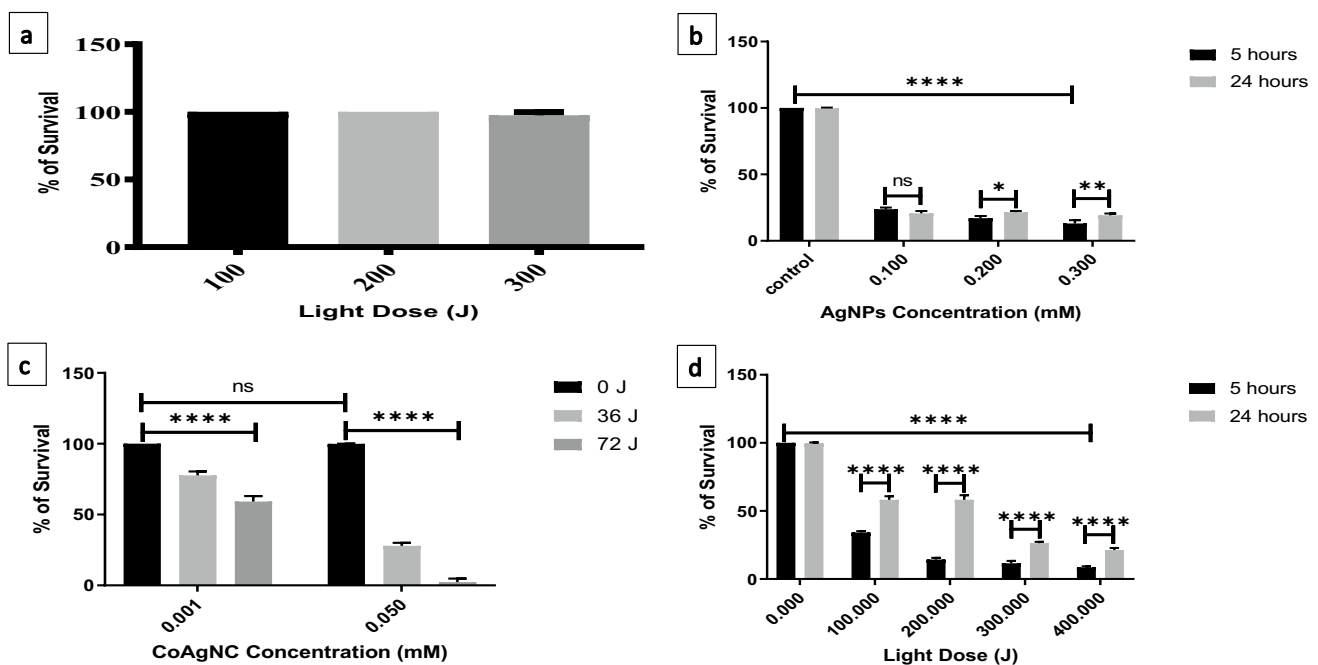 a
% of Survival
150
100
50
0
100
200
300
Light Dose (J)
b
% of Survival
150
100
50
0
****
ns
*
**
control
0.100
0.200
0.300
AgNPs Concentration (mM)
5 hours
24 hours
c
% of Survival
150
100
50
0
ns
****
****
0.001
0.050
CoAgNC Concentration (mM)
0 J
36 J
72 J
d
% of Survival
150
100
50
0
****
****
****
****
****
0.000
100.000
200.000
300.000
400.000
Light Dose (J)
5 hours
24 hours